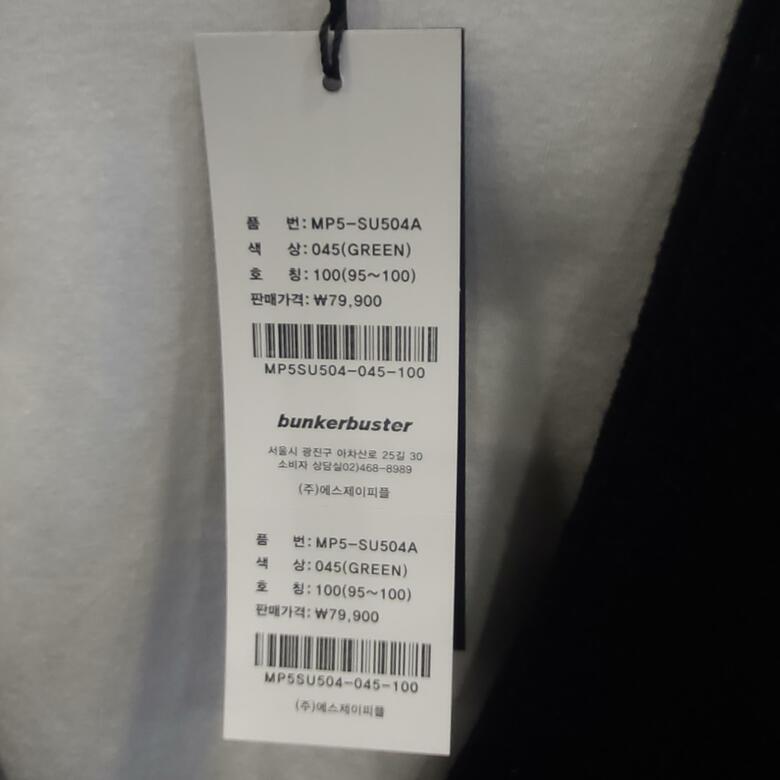 품 번: MP5-SU504A
색 상: 045(GREEN)
호 칭: 100(95~100)
판매가격: ₩79,900
MP5SU504-045-100
bunkerbuster
서울시 광진구 아차산로 25길 30
소비자 상담실02)468-8989
(주)에스제이피플
품 번: MP5-SU504A
색 상: 045(GREEN)
호 칭: 100(95~100)
판매가격: ₩79,900
MP5SU504-045-100
(주)에스제이피플